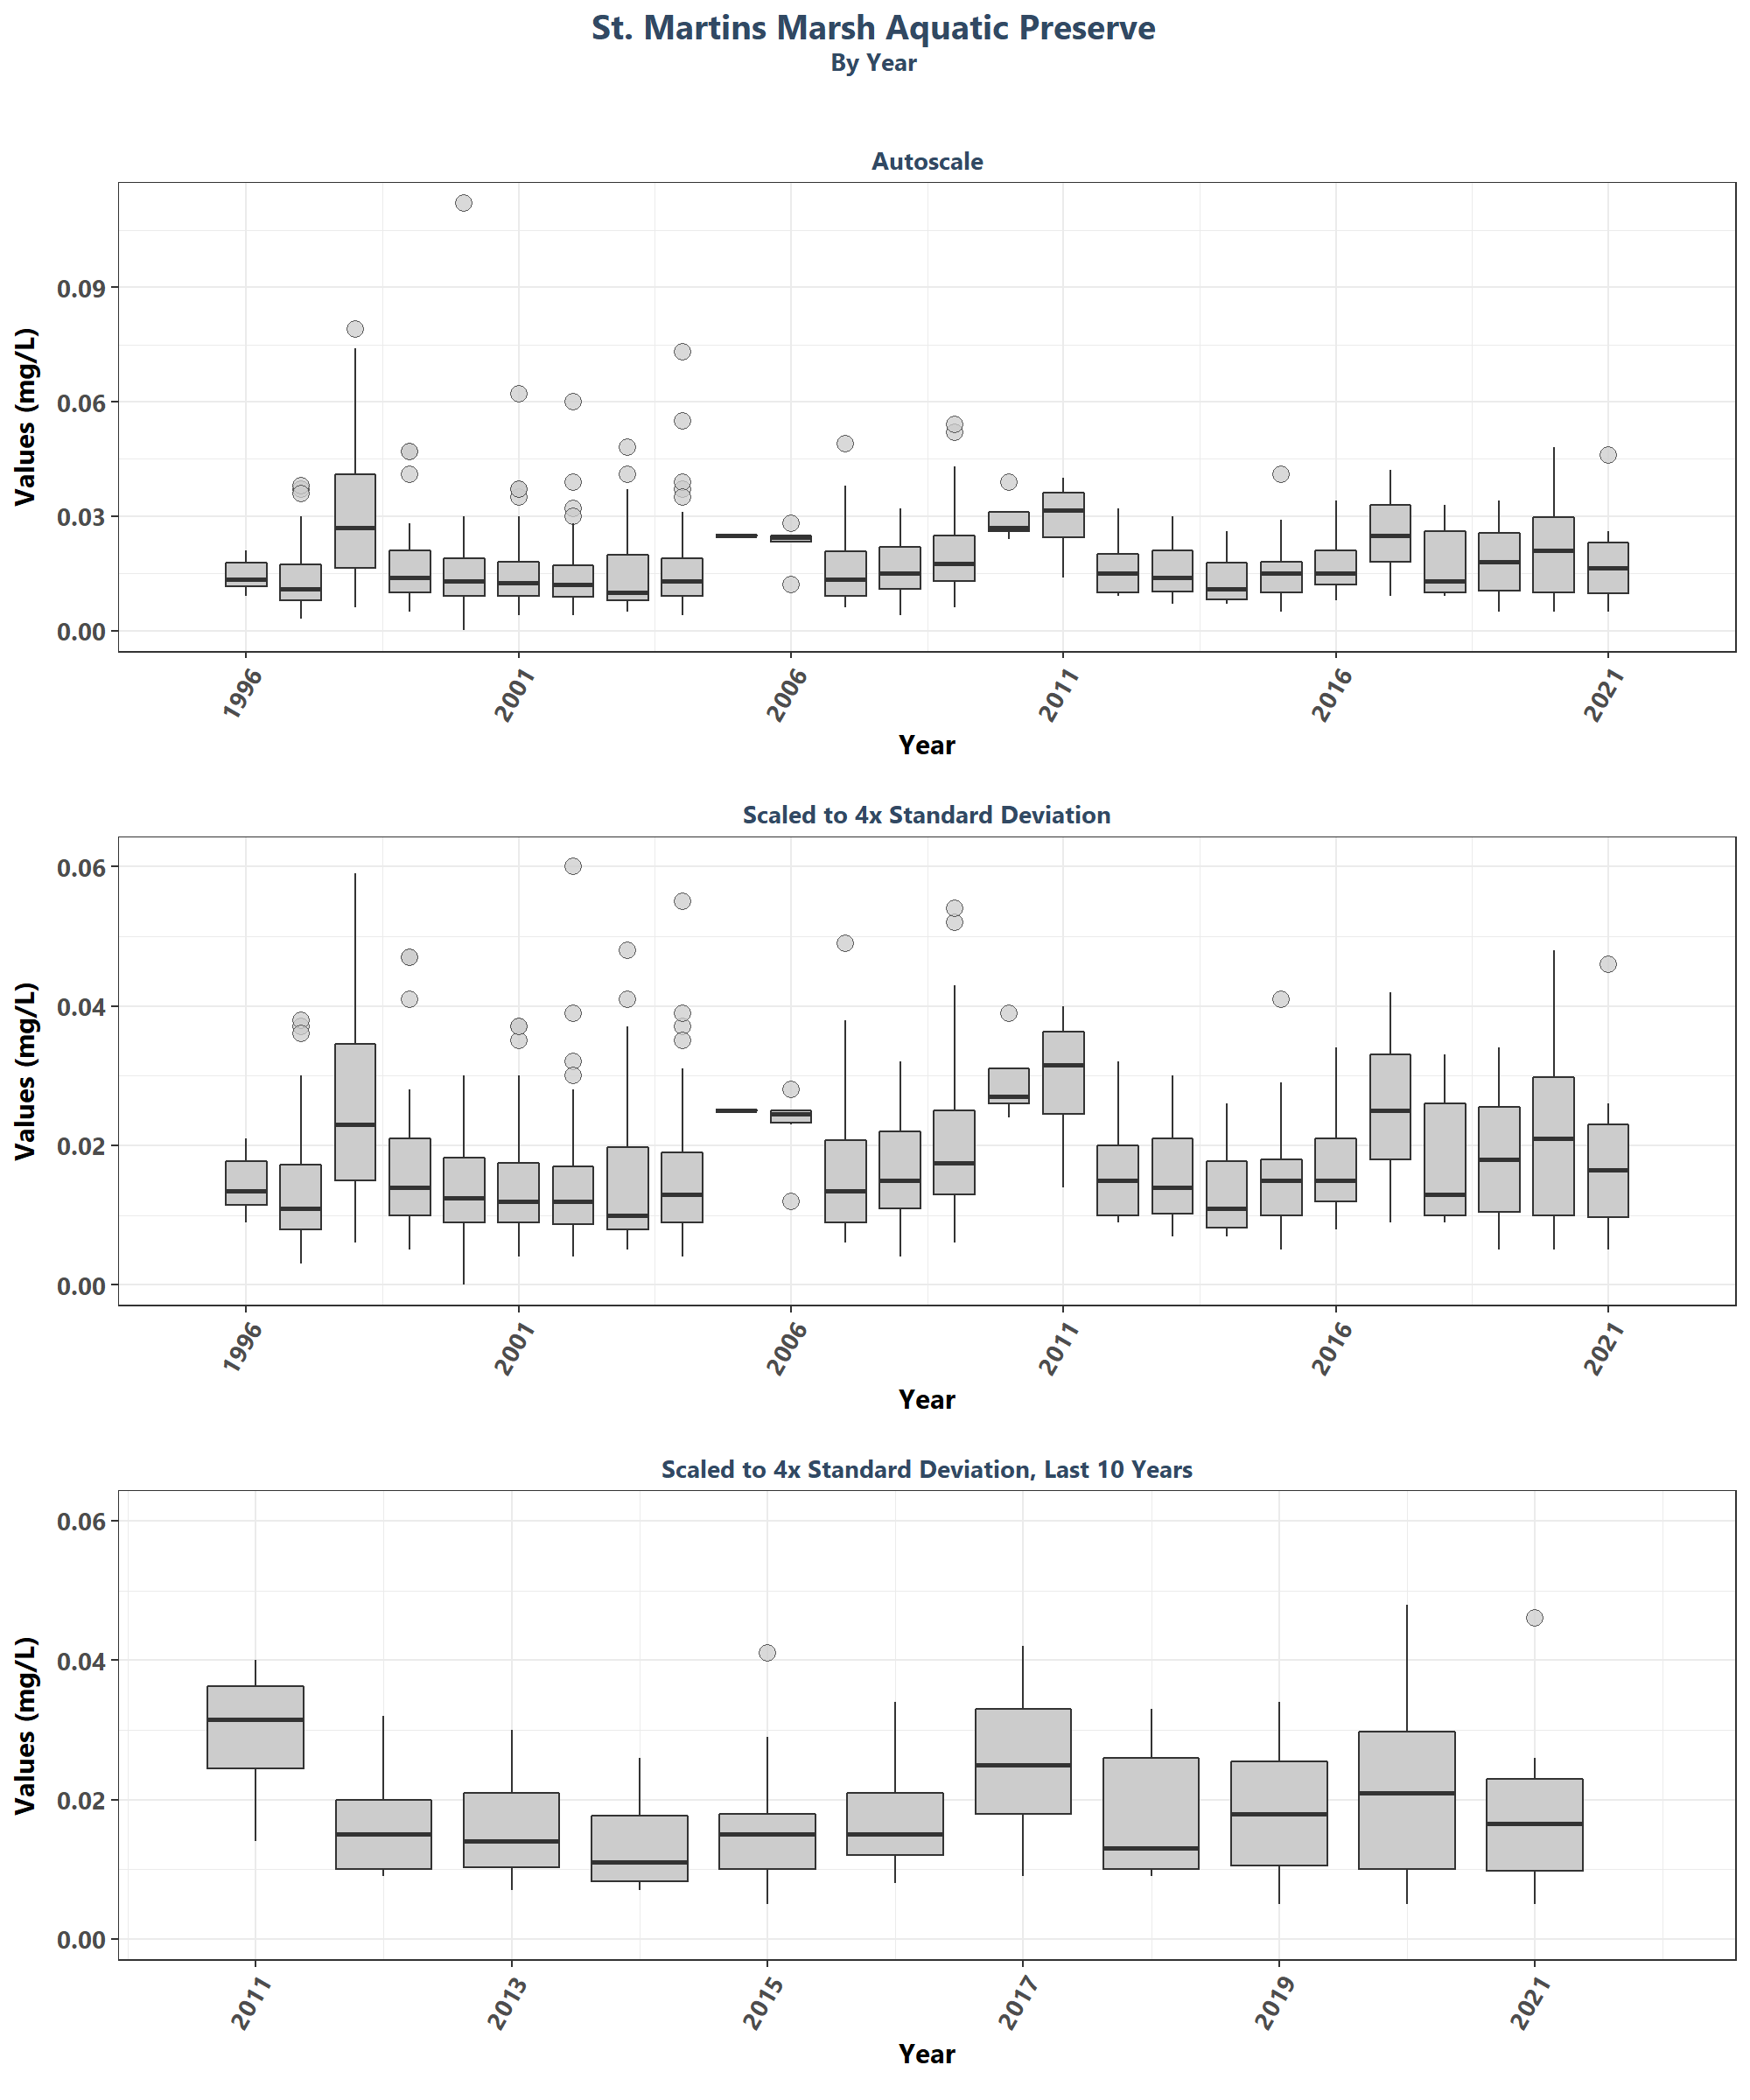 St. Martins Marsh Aquatic Preserve
By Year
Autoscale
Values (mg/L)
0.09
0.06
0.03
0.00
1996
2001
2006
2011
2016
2021
Year
Scaled to 4x Standard Deviation
Values (mg/L)
0.06
0.04
0.02
0.00
1996
2001
2006
2011
2016
2021
Year
Scaled to 4x Standard Deviation, Last 10 Years
Values (mg/L)
0.06
0.04
0.02
0.00
2011
2013
2015
2017
2019
2021
Year